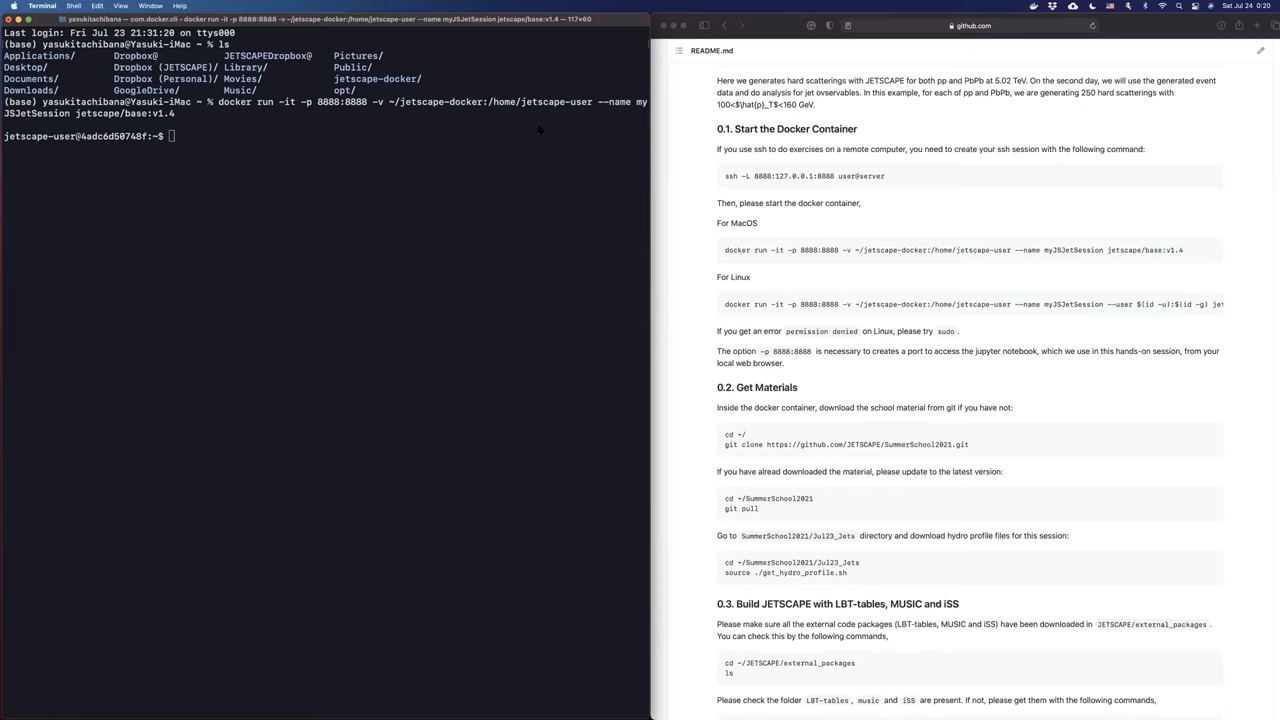 Terminal Shell Edit View Window Help
Sat Jul 24 0:20
yasukitachibana — com.docker.cli ‹ docker run -it -p 8888:8888 -v ~/jetscape-docker:/home/jetscape-user --name myJSJetSession jetscape/base:v1.4 — 117×60
Last login: Fri Jul 23 21:31:20 on ttys000
(base) yasukitachibana@Yasuki-iMac ~ % ls
Applications/ Dropbox@ JETSCAPEDropbox@ Pictures/
Desktop/ Dropbox (JETSCAPE)/ Library/ Public/
Documents/ Dropbox (Personal)/ Movies/ jetscape-docker/
Downloads/ GoogleDrive/ Music/ opt/
(base) yasukitachibana@Yasuki-iMac ~ % docker run -it -p 8888:8888 -v ~/jetscape-docker:/home/jetscape-user --name my
JSJetSession jetscape/base:v1.4
jetscape-user@4adc6d50748f:~$
github.com
README.md
Here we generates hard scatterings with JETSCAPE for both pp and PbPb at 5.02 TeV. On the second day, we will use the generated event
data and do analysis for jet ovservables. In this example, for each of pp and PbPb, we are generating 250 hard scatterings with
100<$\hat{p}_T$<160 GeV.
0.1. Start the Docker Container
If you use ssh to do exercises on a remote computer, you need to create your ssh session with the following command:
ssh -L 8888:127.0.0.1:8888 user@server
Then, please start the docker container,
For MacOS
docker run -it -p 8888:8888 -v ~/jetscape-docker:/home/jetscape-user --name myJSJetSession jetscape/base:v1.4
For Linux
docker run -it -p 8888:8888 -v ~/jetscape-docker:/home/jetscape-user --name myJSJetSession --user $(id -u):$(id -g) jet
If you get an error permission denied on Linux, please try sudo.
The option -p 8888:8888 is necessary to creates a port to access the jupyter notebook, which we use in this hands-on session, from your
local web browser.
0.2. Get Materials
Inside the docker container, download the school material from git if you have not:
cd ~/
git clone https://github.com/JETSCAPE/SummerSchool2021.git
If you have alread downloaded the material, please update to the latest version:
cd ~/SummerSchool2021
git pull
Go to SummerSchool2021/Jul23_Jets directory and download hydro profile files for this session:
cd ~/SummerSchool2021/Jul23_Jets
source ./get_hydro_profile.sh
0.3. Build JETSCAPE with LBT-tables, MUSIC and iSS
Please make sure all the external code packages (LBT-tables, MUSIC and iSS) have been downloaded in JETSCAPE/external_packages.
You can check this by the following commands,
cd ~/JETSCAPE/external_packages
ls
Please check the folder LBT-tables, music and iSS are present. If not, please get them with the following commands,